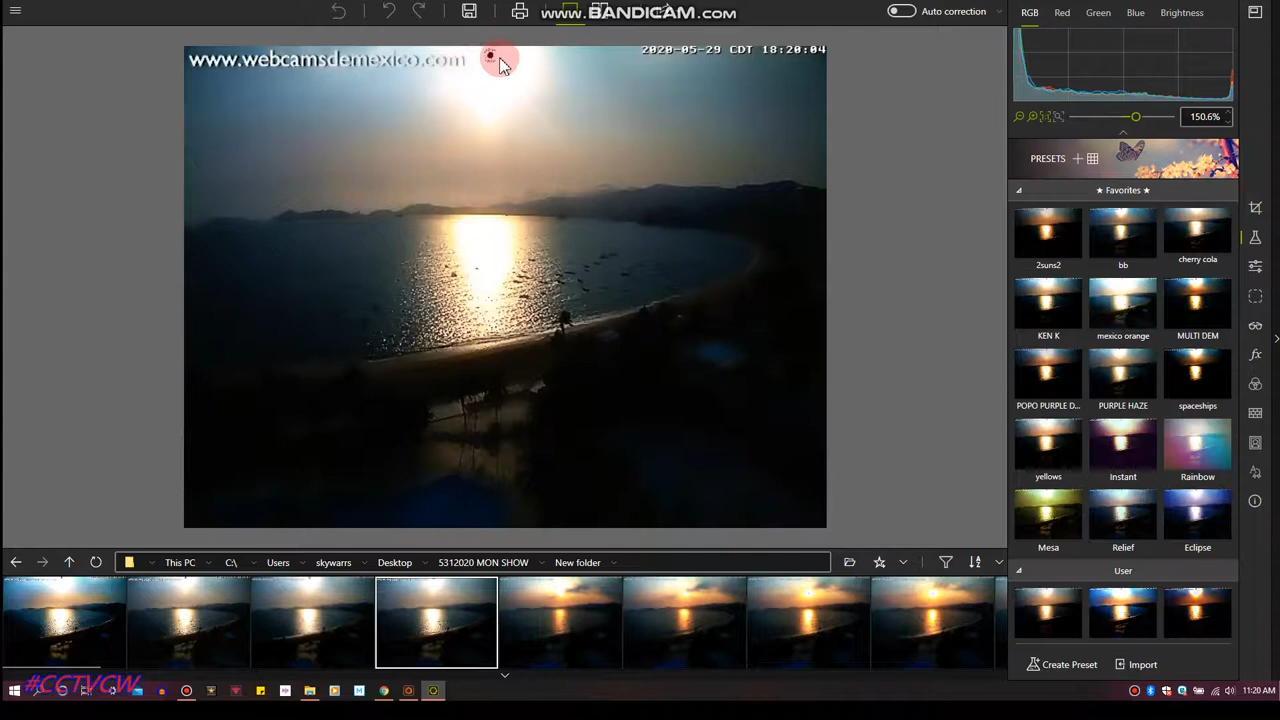 www.BANDICAM.com
Auto correction
RGB Red Green Blue Brightness
www.webcamsdemexico.com
2020-05-29 CDT 18:20:04
150.6%
PRESETS
★ Favorites ★
2suns2 bb cherry cola
KEN K mexico orange MULTI DEM
POPO PURPLE D... PURPLE HAZE spaceships
yellows Instant Rainbow
Mesa Relief Eclipse
User
This PC C:\ Users skywarrs Desktop 5312020 MON SHOW New folder
Create Preset Import
#CCTVCW
11:20 AM